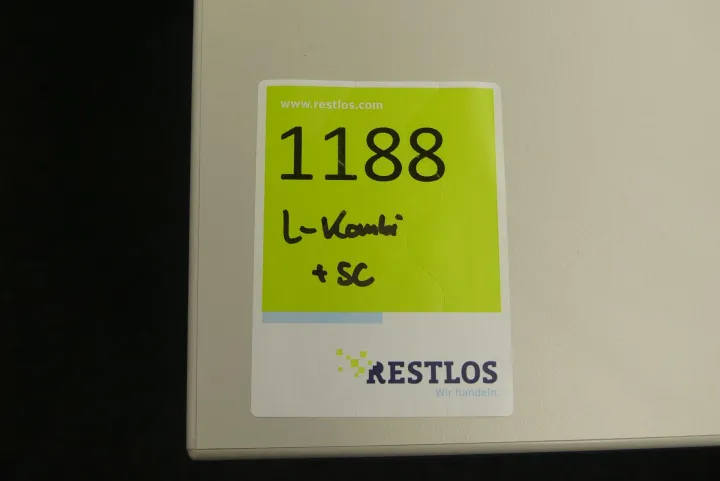 www.restlos.com
1188
L-Kombi
+ SC
RESTLOS
Wir handeln.